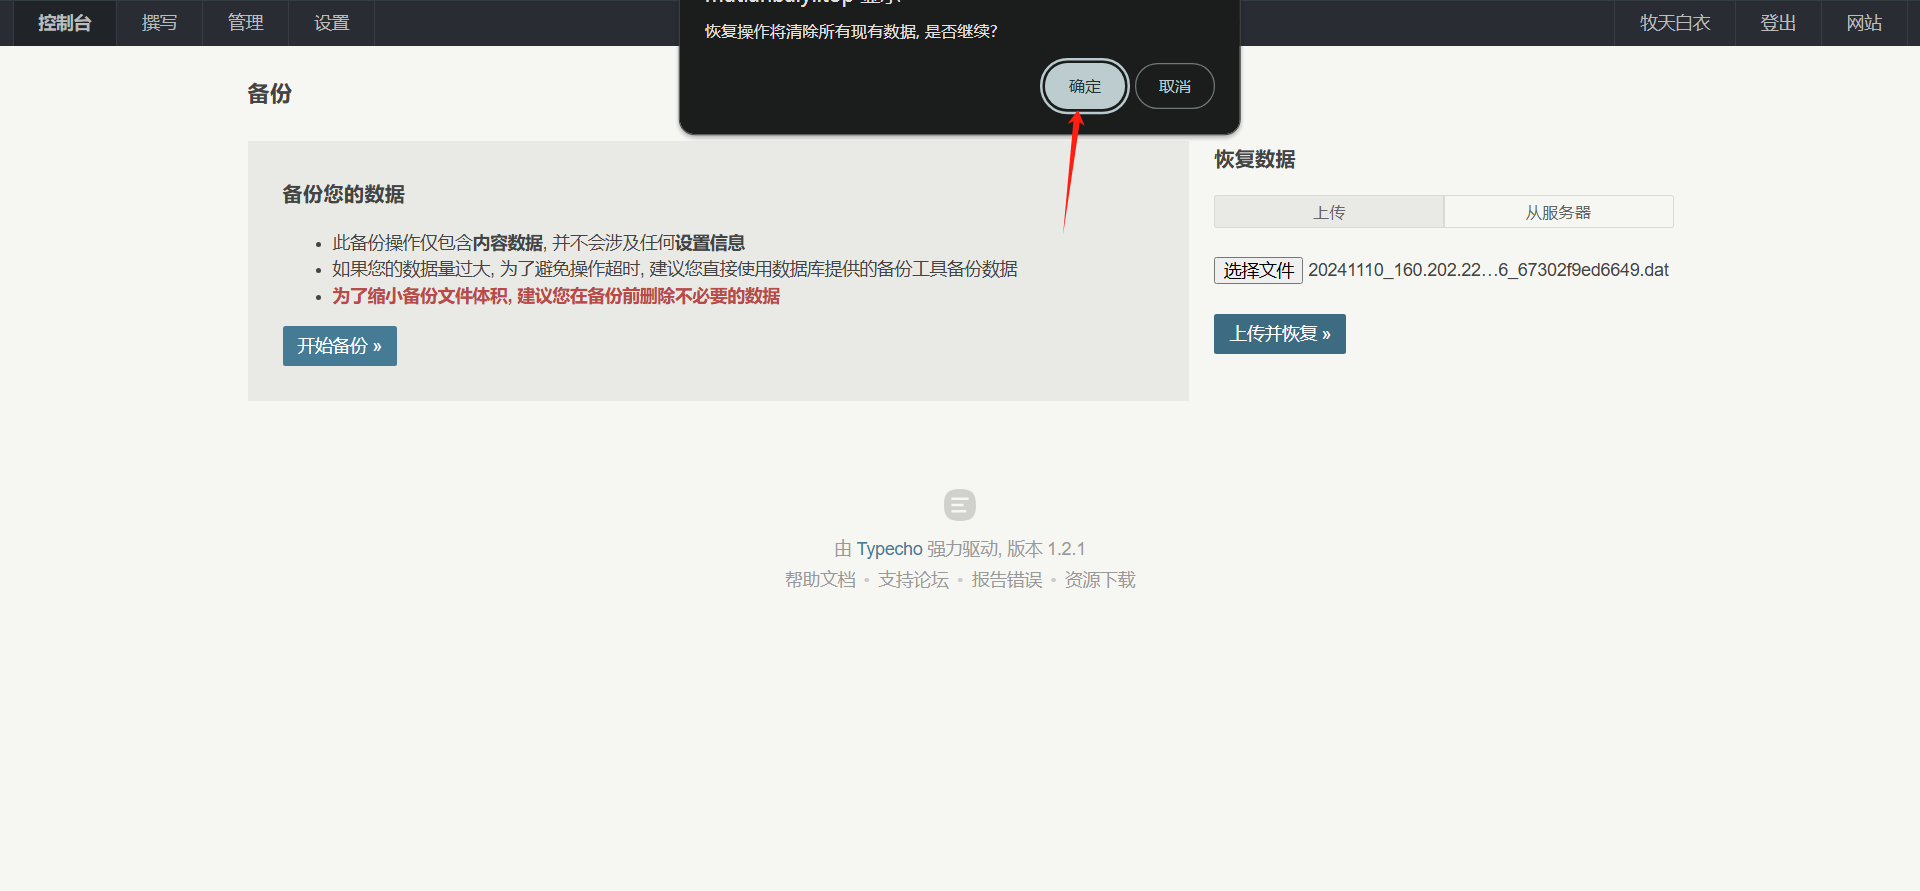 控制台 撰写 管理 设置 牧天白衣 登出 网站
恢复操作将清除所有现有数据, 是否继续?
确定 取消
备份
备份您的数据
此备份操作仅包含内容数据, 并不会涉及任何设置信息
如果您的数据量过大, 为了避免操作超时, 建议您直接使用数据库提供的备份工具备份数据
为了缩小备份文件体积, 建议您在备份前删除不必要的数据
开始备份 »
恢复数据
上传 从服务器
选择文件 20241110_160.202.22…6_67302f9ed6649.dat
上传并恢复 »
由 Typecho 强力驱动, 版本 1.2.1
帮助文档 • 支持论坛 • 报告错误 • 资源下载